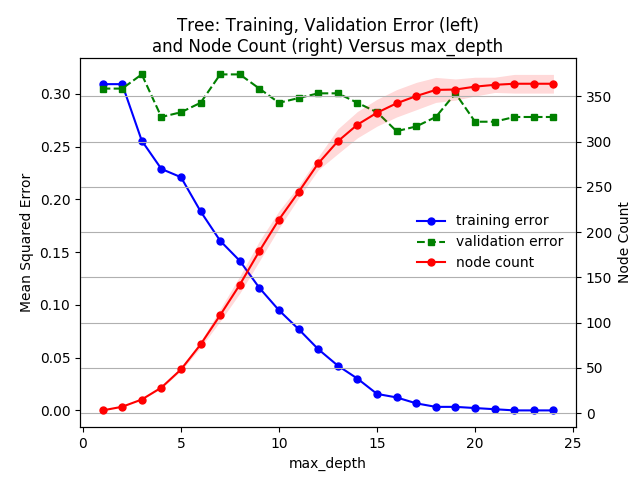 Tree: Training, Validation Error (left)
and Node Count (right) Versus max_depth
Mean Squared Error
0.30
0.25
0.20
0.15
0.10
0.05
0.00
350
300
250
200
150
100
50
0
Node Count
training error
validation error
node count
0 5 10 15 20 25
max_depth